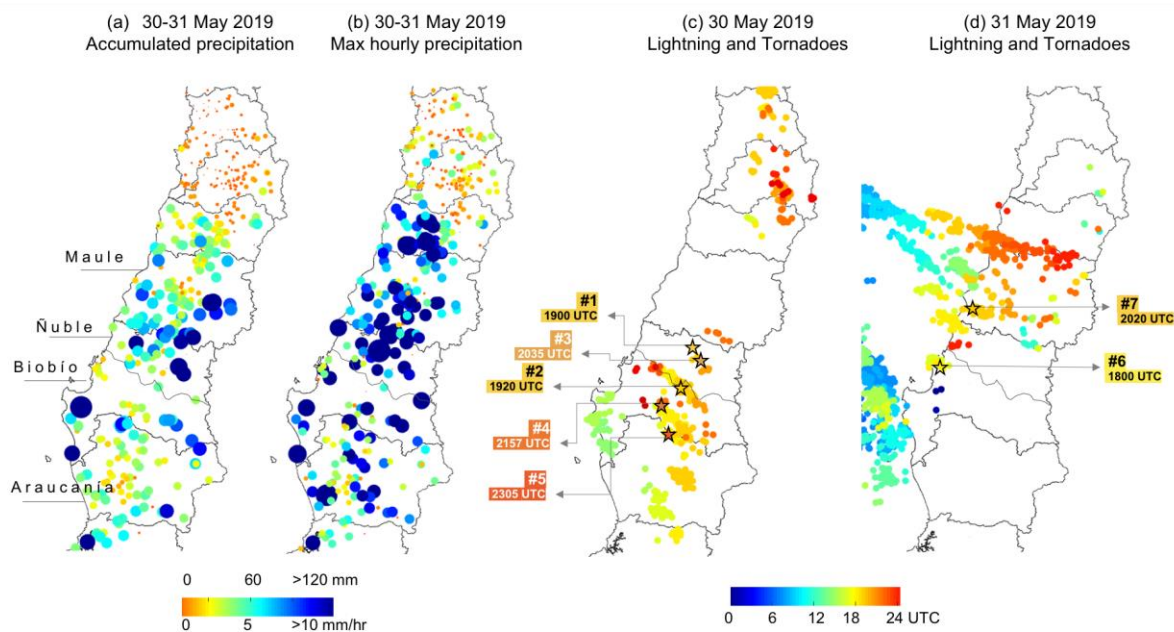 (a) 30-31 May 2019
Accumulated precipitation
(b) 30-31 May 2019
Max hourly precipitation
(c) 30 May 2019
Lightning and Tornadoes
(d) 31 May 2019
Lightning and Tornadoes
Maule
Ñuble
Biobío
Araucanía
#1
1900 UTC
#3
2035 UTC
#2
1920 UTC
#4
2157 UTC
#5
2305 UTC
#7
2020 UTC
#6
1800 UTC
0 60 >120 mm
0 5 >10 mm/hr
0 6 12 18 24 UTC